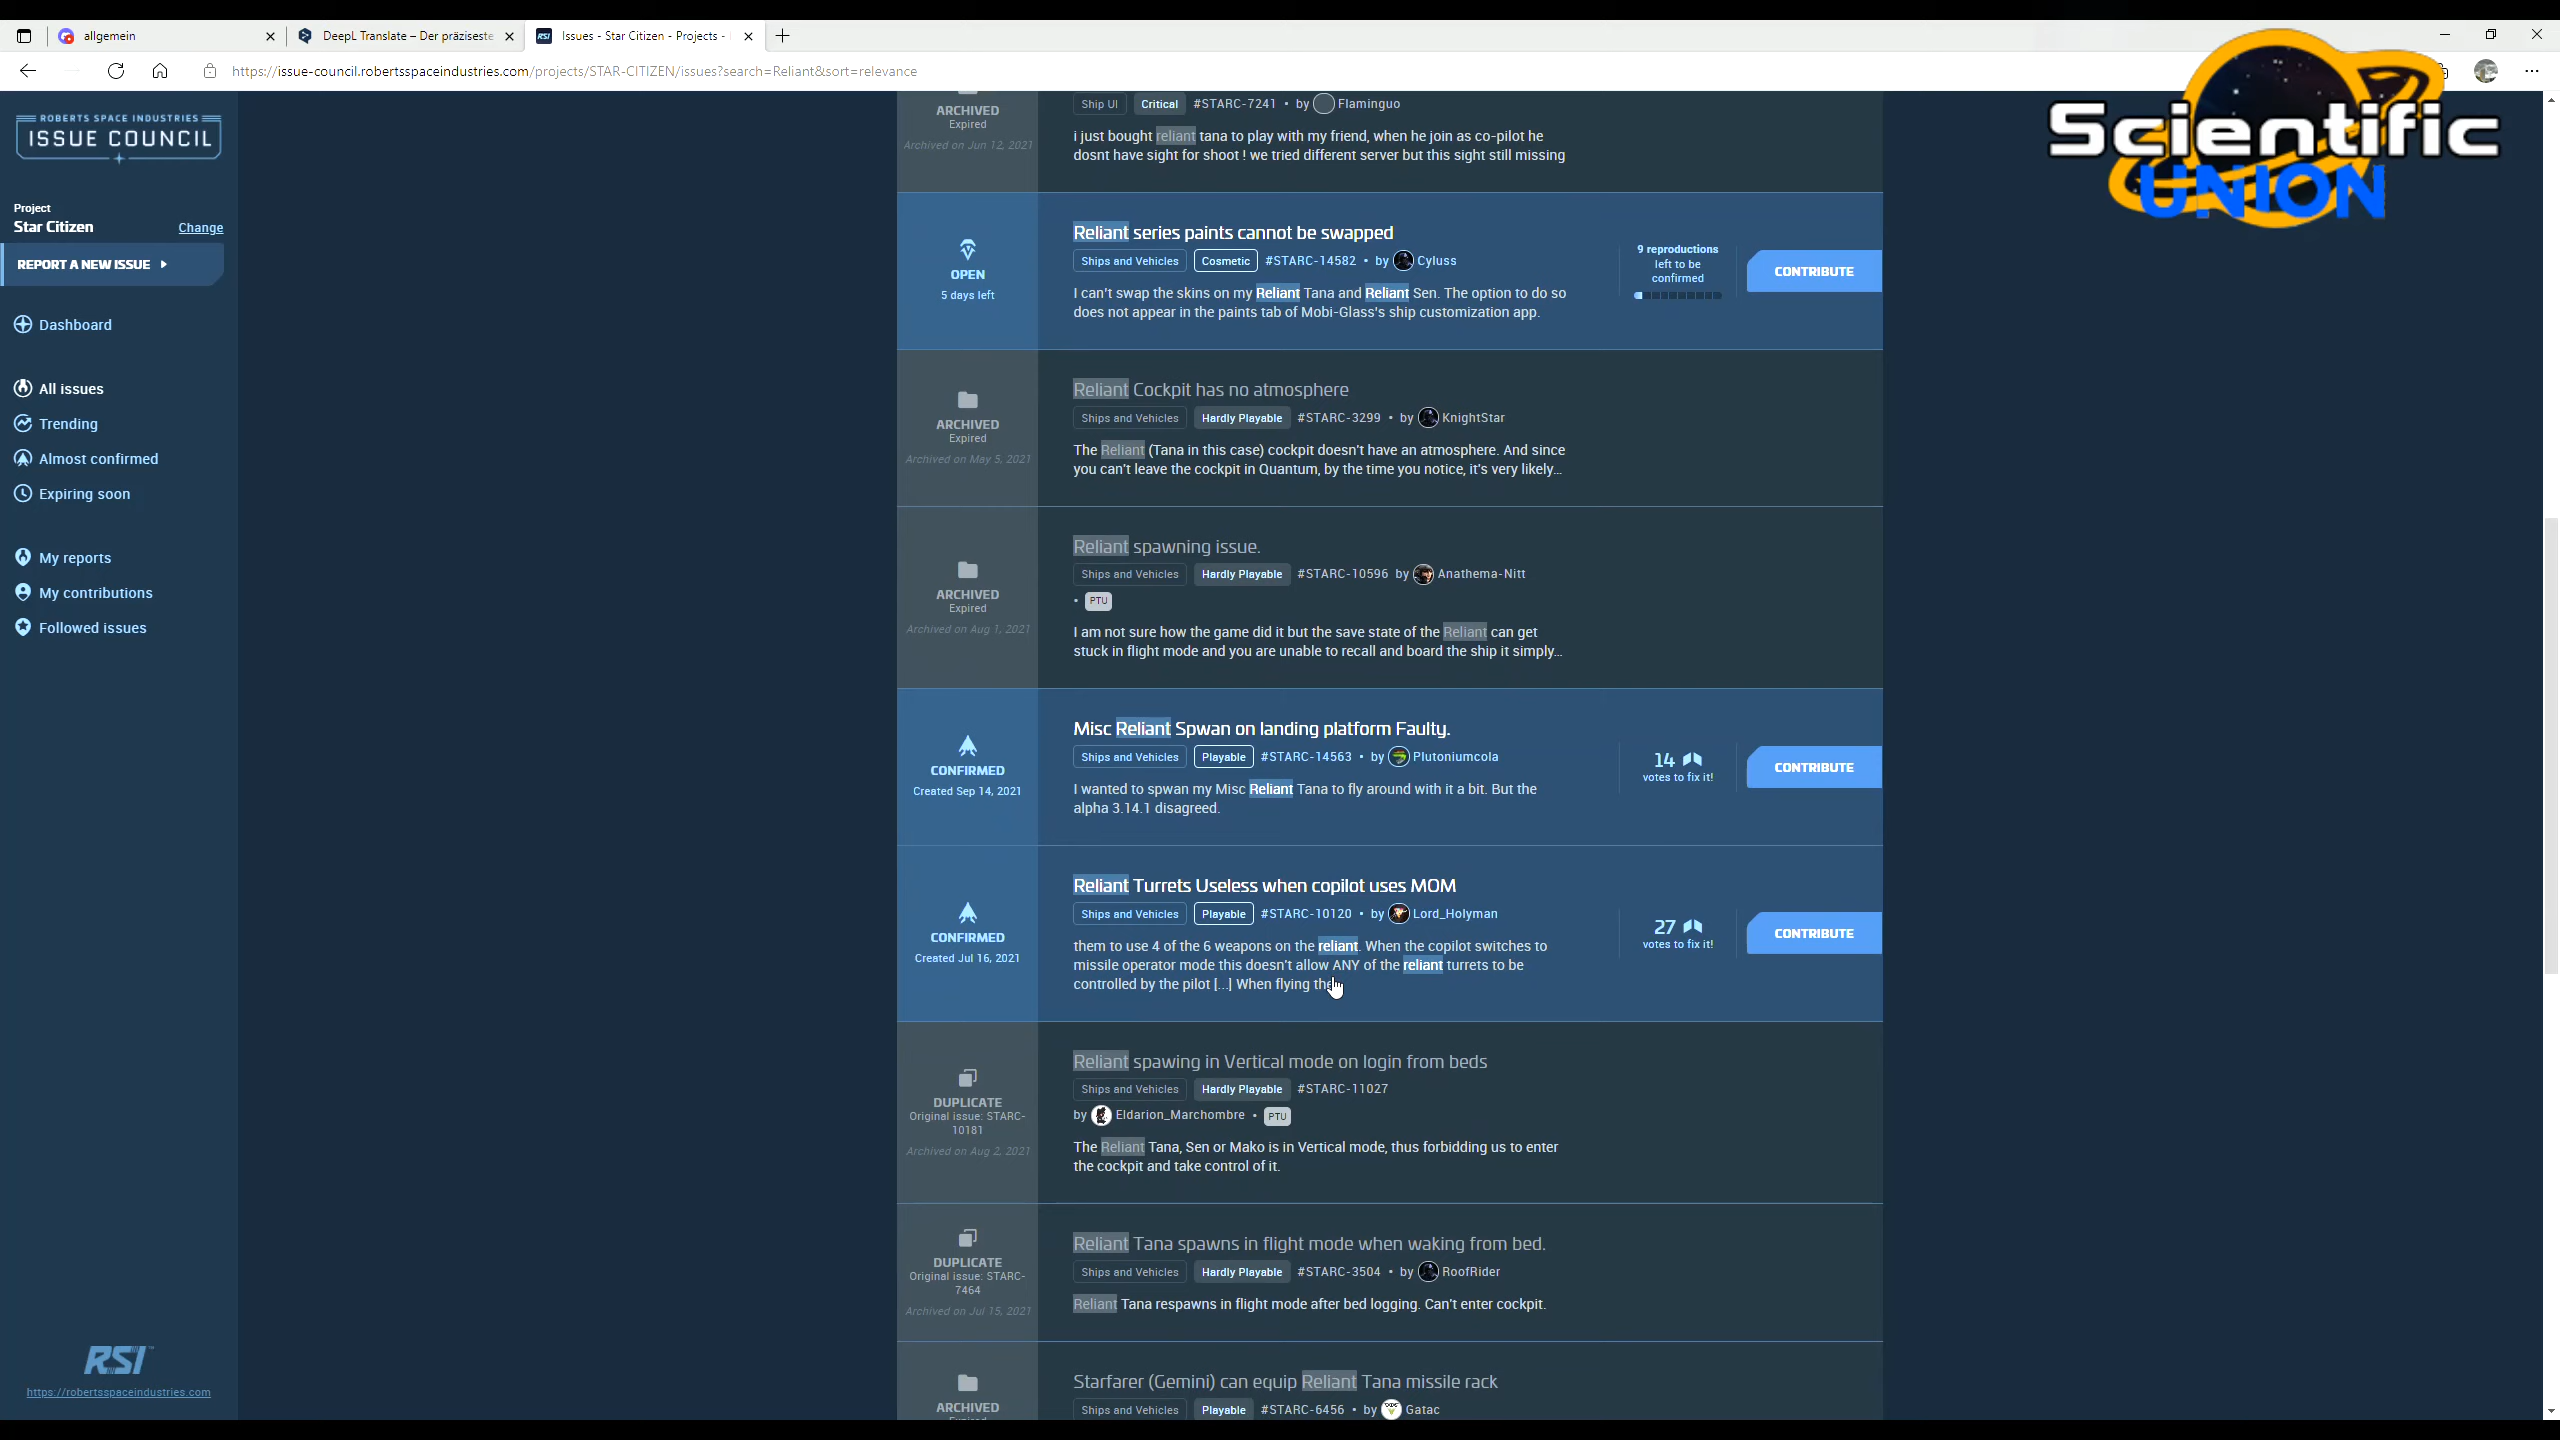 allgemein
DeepL Translate – Der präziseste
Issues - Star Citizen - Projects -
https://issue-council.robertsspaceindustries.com/projects/STAR-CITIZEN/issues?search=Reliant&sort=relevance
Scientific
UNION
ROBERTS SPACE INDUSTRIES
ISSUE COUNCIL
Project
Star Citizen
Change
REPORT A NEW ISSUE
Dashboard
All issues
Trending
Almost confirmed
Expiring soon
My reports
My contributions
Followed issues
RSI
https://robertsspaceindustries.com
ARCHIVED
Expired
Archived on Jun 12, 2021
Ship UI Critical #STARC-7241 • by Flaminguo
i just bought reliant tana to play with my friend, when he join as co-pilot he
dosnt have sight for shoot ! we tried different server but this sight still missing
OPEN
5 days left
Reliant series paints cannot be swapped
Ships and Vehicles Cosmetic #STARC-14582 • by Cyluss
I can't swap the skins on my Reliant Tana and Reliant Sen. The option to do so
does not appear in the paints tab of Mobi-Glass's ship customization app.
9 reproductions
left to be
confirmed
CONTRIBUTE
ARCHIVED
Expired
Archived on May 5, 2021
Reliant Cockpit has no atmosphere
Ships and Vehicles Hardly Playable #STARC-3299 • by KnightStar
The Reliant (Tana in this case) cockpit doesn't have an atmosphere. And since
you can't leave the cockpit in Quantum, by the time you notice, it's very likely...
ARCHIVED
Expired
Archived on Aug 1, 2021
Reliant spawning issue.
Ships and Vehicles Hardly Playable #STARC-10596 by Anathema-Nitt
• PTU
I am not sure how the game did it but the save state of the Reliant can get
stuck in flight mode and you are unable to recall and board the ship it simply...
CONFIRMED
Created Sep 14, 2021
Misc Reliant Spwan on landing platform Faulty.
Ships and Vehicles Playable #STARC-14563 • by Plutoniumcola
I wanted to spwan my Misc Reliant Tana to fly around with it a bit. But the
alpha 3.14.1 disagreed.
14
votes to fix it!
CONTRIBUTE
CONFIRMED
Created Jul 16, 2021
Reliant Turrets Useless when copilot uses MOM
Ships and Vehicles Playable #STARC-10120 • by Lord_Holyman
them to use 4 of the 6 weapons on the reliant. When the copilot switches to
missile operator mode this doesn't allow ANY of the reliant turrets to be
controlled by the pilot [...] When flying the
27
votes to fix it!
CONTRIBUTE
DUPLICATE
Original issue: STARC-
10181
Archived on Aug 2, 2021
Reliant spawing in Vertical mode on login from beds
Ships and Vehicles Hardly Playable #STARC-11027
by Eldarion_Marchombre • PTU
The Reliant Tana, Sen or Mako is in Vertical mode, thus forbidding us to enter
the cockpit and take control of it.
DUPLICATE
Original issue: STARC-
7464
Archived on Jul 15, 2021
Reliant Tana spawns in flight mode when waking from bed.
Ships and Vehicles Hardly Playable #STARC-3504 • by RoofRider
Reliant Tana respawns in flight mode after bed logging. Can't enter cockpit.
ARCHIVED
Starfarer (Gemini) can equip Reliant Tana missile rack
Ships and Vehicles Playable #STARC-6456 • by Gatac